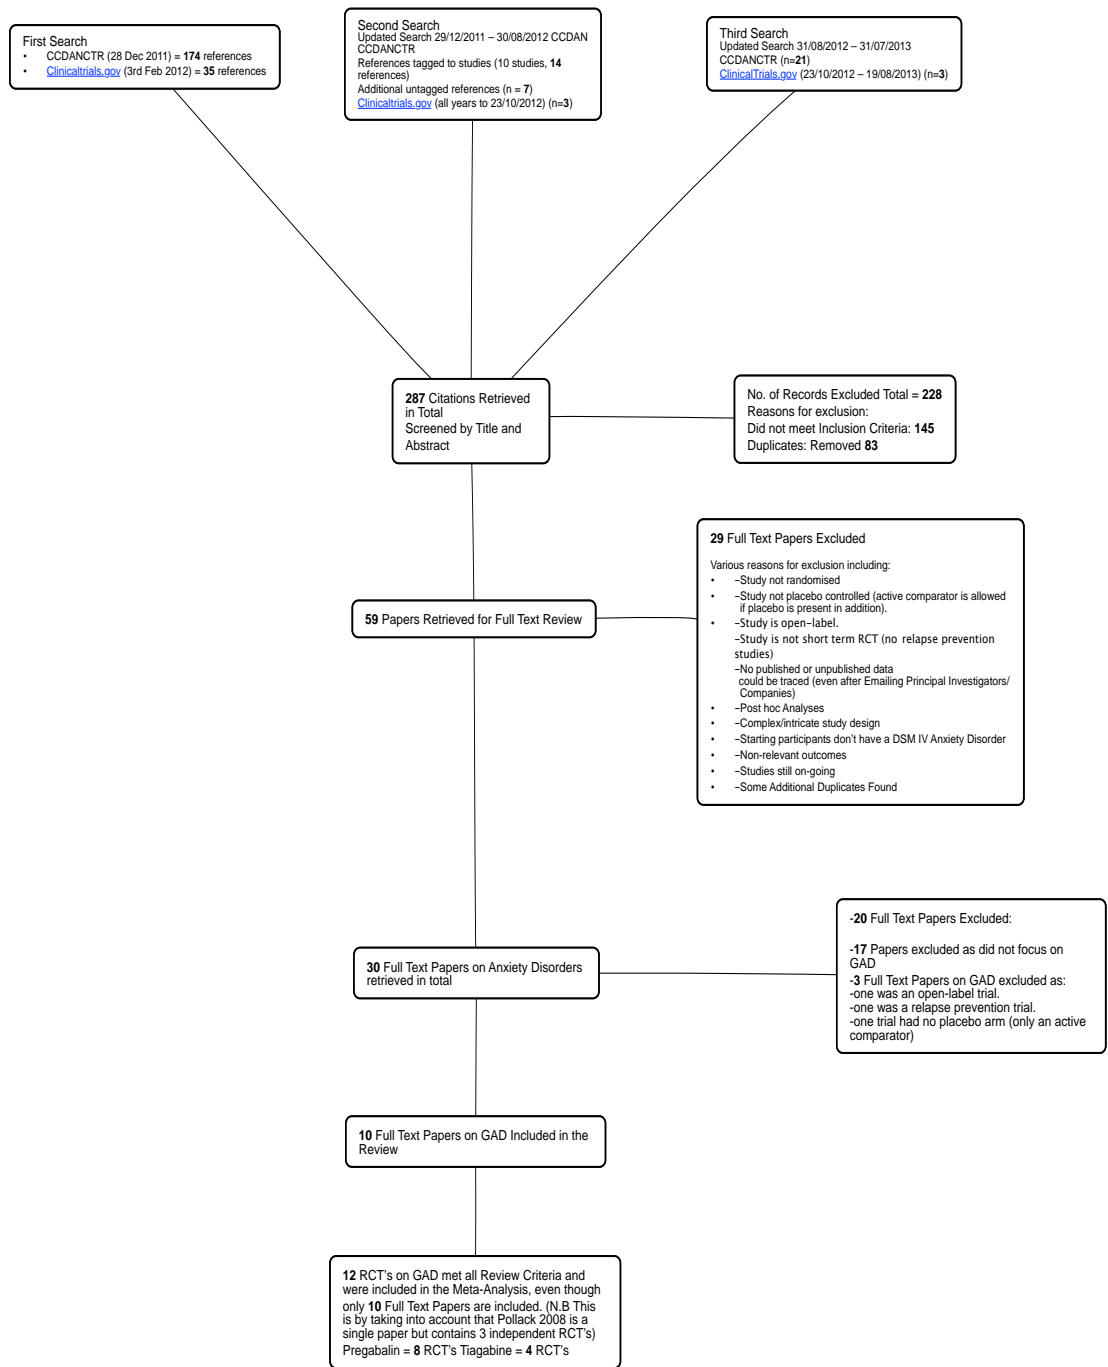 First Search
• CCDANCTR (28 Dec 2011) = 174 references
• Clinicaltrials.gov (3rd Feb 2012) = 35 references
Second Search
Updated Search 29/12/2011 – 30/08/2012 CCDAN
CCDANCTR
References tagged to studies (10 studies, 14
references)
Additional untagged references (n = 7)
Clinicaltrials.gov (all years to 23/10/2012) (n=3)
Third Search
Updated Search 31/08/2012 – 31/07/2013
CCDANCTR (n=21)
ClinicalTrials.gov (23/10/2012 – 19/08/2013) (n=3)
287 Citations Retrieved
in Total
Screened by Title and
Abstract
No. of Records Excluded Total = 228
Reasons for exclusion:
Did not meet Inclusion Criteria: 145
Duplicates: Removed 83
29 Full Text Papers Excluded
Various reasons for exclusion including:
• –Study not randomised
• –Study not placebo controlled (active comparator is allowed
if placebo is present in addition).
• –Study is open–label.
–Study is not short term RCT (no relapse prevention
studies)
–No published or unpublished data
could be traced (even after Emailing Principal Investigators/
Companies)
• –Post hoc Analyses
• –Complex/intricate study design
• –Starting participants don't have a DSM IV Anxiety Disorder
• –Non-relevant outcomes
• –Studies still on-going
• –Some Additional Duplicates Found
59 Papers Retrieved for Full Text Review
30 Full Text Papers on Anxiety Disorders
retrieved in total
-20 Full Text Papers Excluded:
-17 Papers excluded as did not focus on
GAD
-3 Full Text Papers on GAD excluded as:
-one was an open-label trial.
-one was a relapse prevention trial.
-one trial had no placebo arm (only an active
comparator)
10 Full Text Papers on GAD Included in the
Review
12 RCT's on GAD met all Review Criteria and
were included in the Meta-Analysis, even though
only 10 Full Text Papers are included. (N.B This
is by taking into account that Pollack 2008 is a
single paper but contains 3 independent RCT's)
Pregabalin = 8 RCT's Tiagabine = 4 RCT's